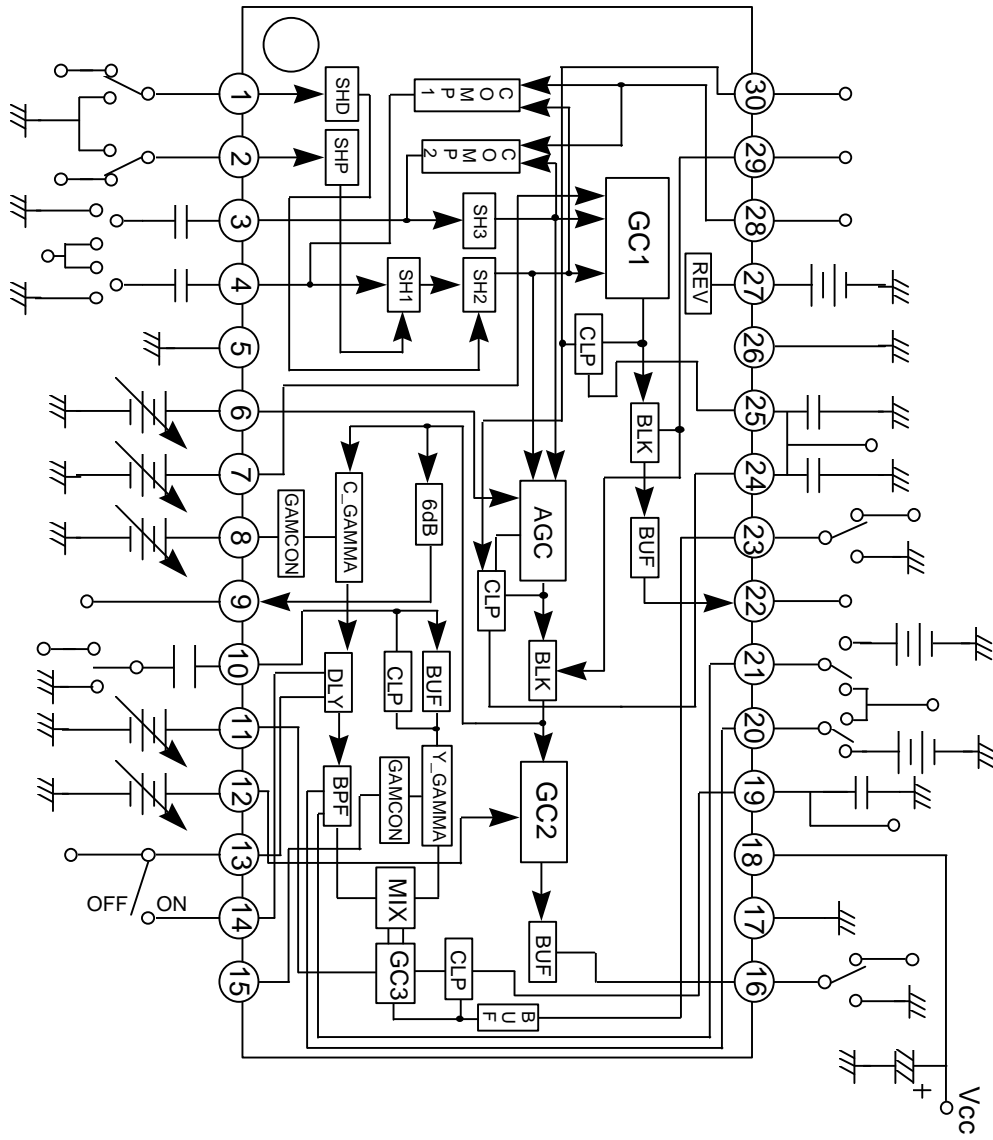 1
2
3
4
5
6
7
8
9
10
11
12
13
14
15
30
29
28
27
26
25
24
23
22
21
20
19
18
17
16
SHD
SHP
COMP1
COMP2
SH3
SH1
SH2
GC1
REV
CLP
BLK
BUF
C_GAMMA
GAMCON
6dB
AGC
CLP
BLK
DLY
CLP
BUF
BPF
GAMCON
Y_GAMMA
GC2
MIX
GC3
CLP
BUF
BUF
OFF
ON
+
Vcc